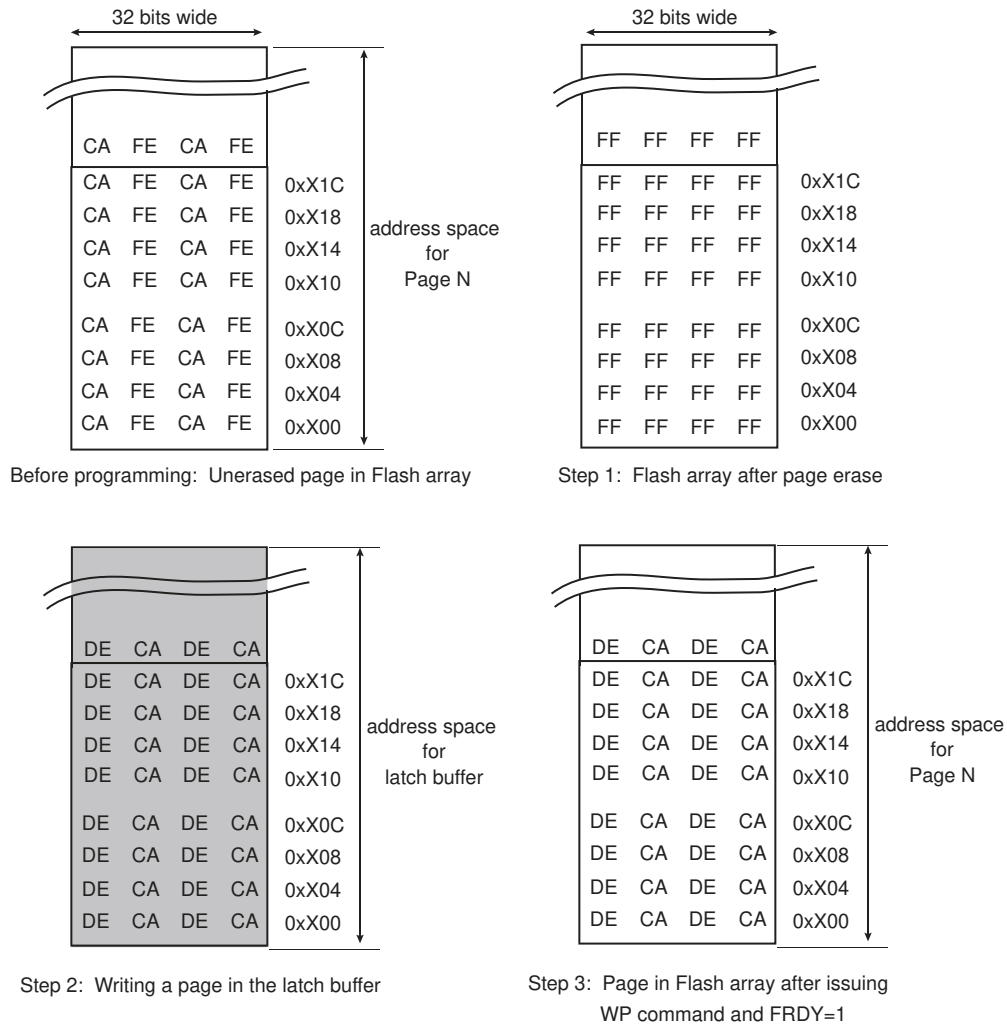 32 bits wide
CA FE CA FE
CA FE CA FE 0xX1C
CA FE CA FE 0xX18
CA FE CA FE 0xX14
CA FE CA FE 0xX10
CA FE CA FE 0xX0C
CA FE CA FE 0xX08
CA FE CA FE 0xX04
CA FE CA FE 0xX00
address space
for
Page N
Before programming: Unerased page in Flash array
32 bits wide
FF FF FF FF
FF FF FF FF 0xX1C
FF FF FF FF 0xX18
FF FF FF FF 0xX14
FF FF FF FF 0xX10
FF FF FF FF 0xX0C
FF FF FF FF 0xX08
FF FF FF FF 0xX04
FF FF FF FF 0xX00
Step 1: Flash array after page erase
DE CA DE CA
DE CA DE CA 0xX1C
DE CA DE CA 0xX18
DE CA DE CA 0xX14
DE CA DE CA 0xX10
DE CA DE CA 0xX0C
DE CA DE CA 0xX08
DE CA DE CA 0xX04
DE CA DE CA 0xX00
address space
for
latch buffer
Step 2: Writing a page in the latch buffer
DE CA DE CA
DE CA DE CA 0xX1C
DE CA DE CA 0xX18
DE CA DE CA 0xX14
DE CA DE CA 0xX10
DE CA DE CA 0xX0C
DE CA DE CA 0xX08
DE CA DE CA 0xX04
DE CA DE CA 0xX00
address space
for
Page N
Step 3: Page in Flash array after issuing
WP command and FRDY=1